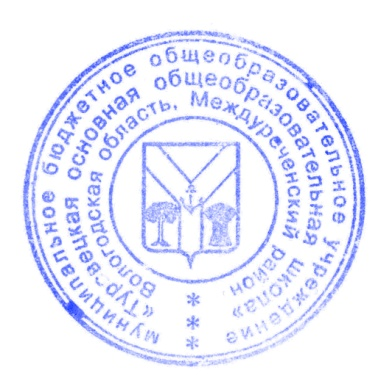 муниципальное бюджетное общеобразовательное учреждение
«Туровецкая основная общеобразовательная школа»
Вологодская область, Междуреченский район
* * *